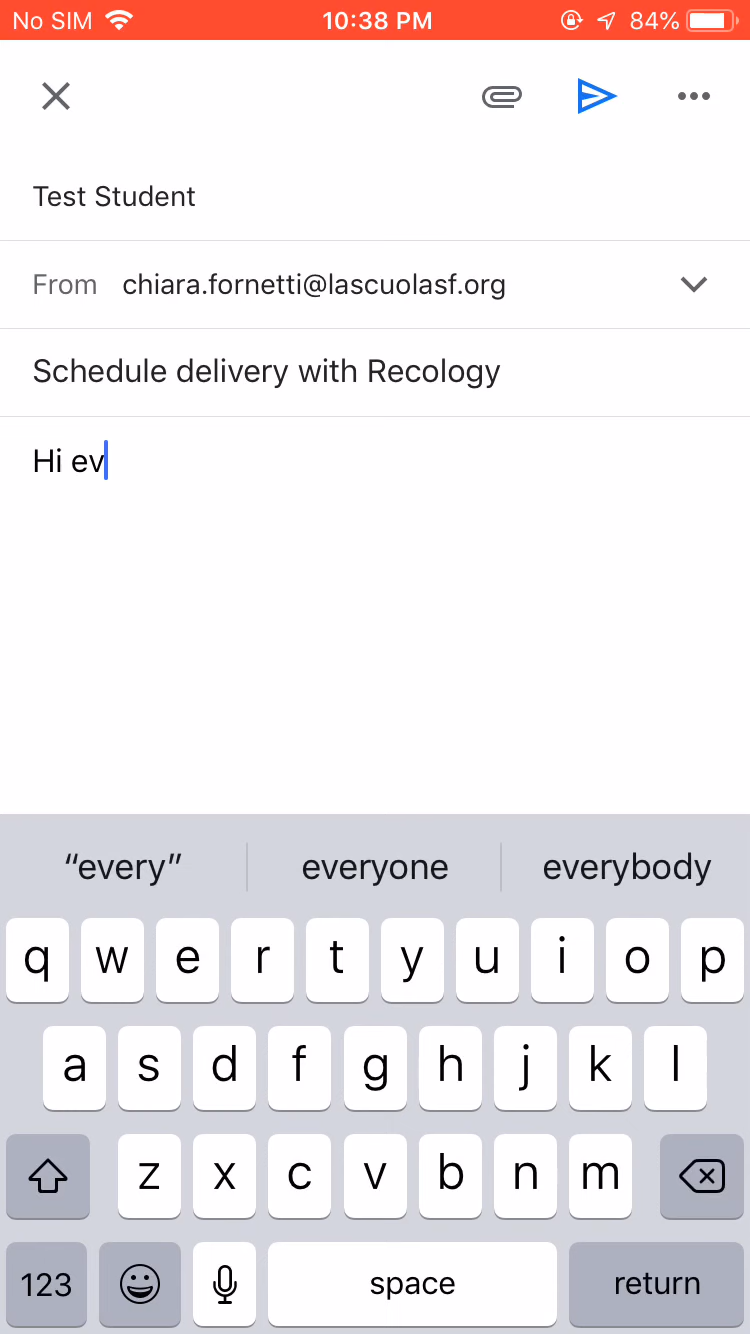 No SIM 10:38 PM 84%
Test Student
From chiara.fornetti@lascuolasf.org
Schedule delivery with Recology
Hi ev
“every” everyone everybody
q w e r t y u i o p
a s d f g h j k l
z x c v b n m
123 space return